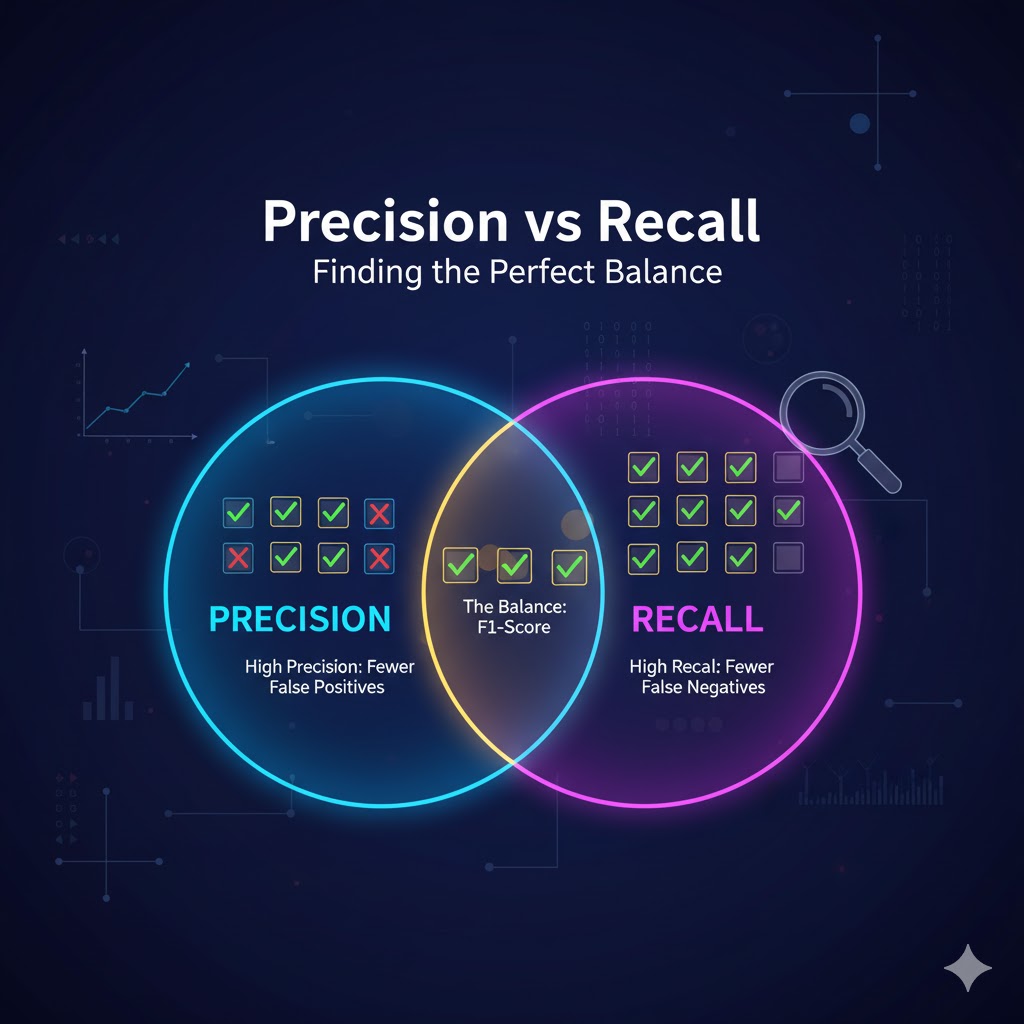 Precision vs Recall
Finding the Perfect Balance
PRECISION
High Precision: Fewer
False Positives
The Balance:
F1-Score
RECALL
High Recal: Fewer
False Negatives